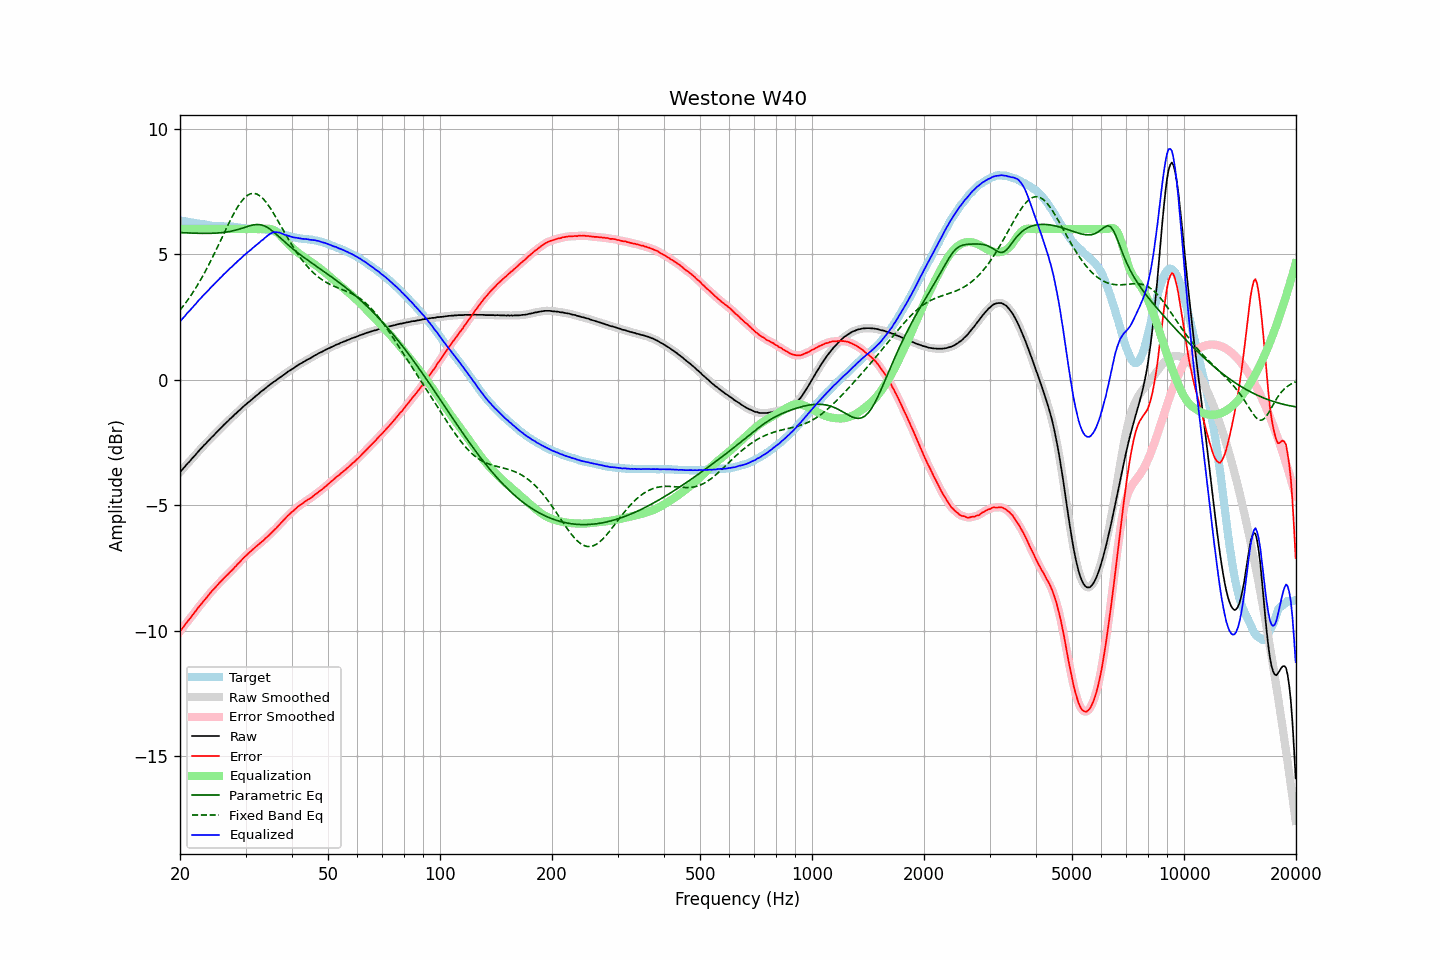 Westone W40
10
5
0
−5
−10
−15
Amplitude (dBr)
Target
Raw Smoothed
Error Smoothed
Raw
Error
Equalization
Parametric Eq
Fixed Band Eq
Equalized
20 50 100 200 500 1000 2000 5000 10000 20000
Frequency (Hz)